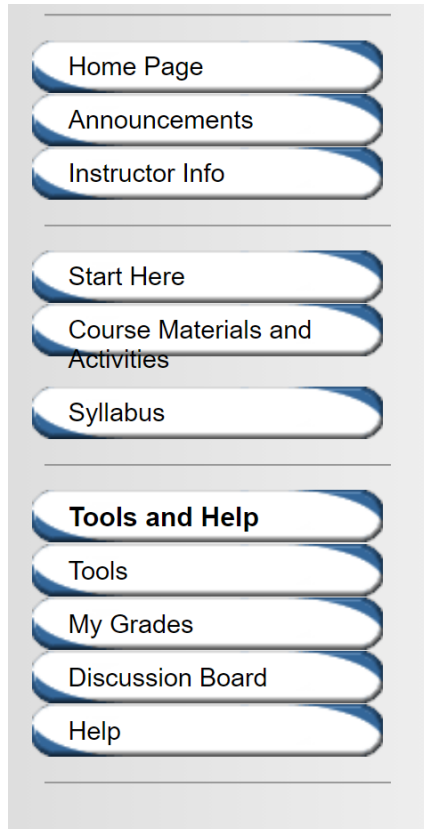 Home Page
Announcements
Instructor Info
Start Here
Course Materials and
Activities
Syllabus
Tools and Help
Tools
My Grades
Discussion Board
Help